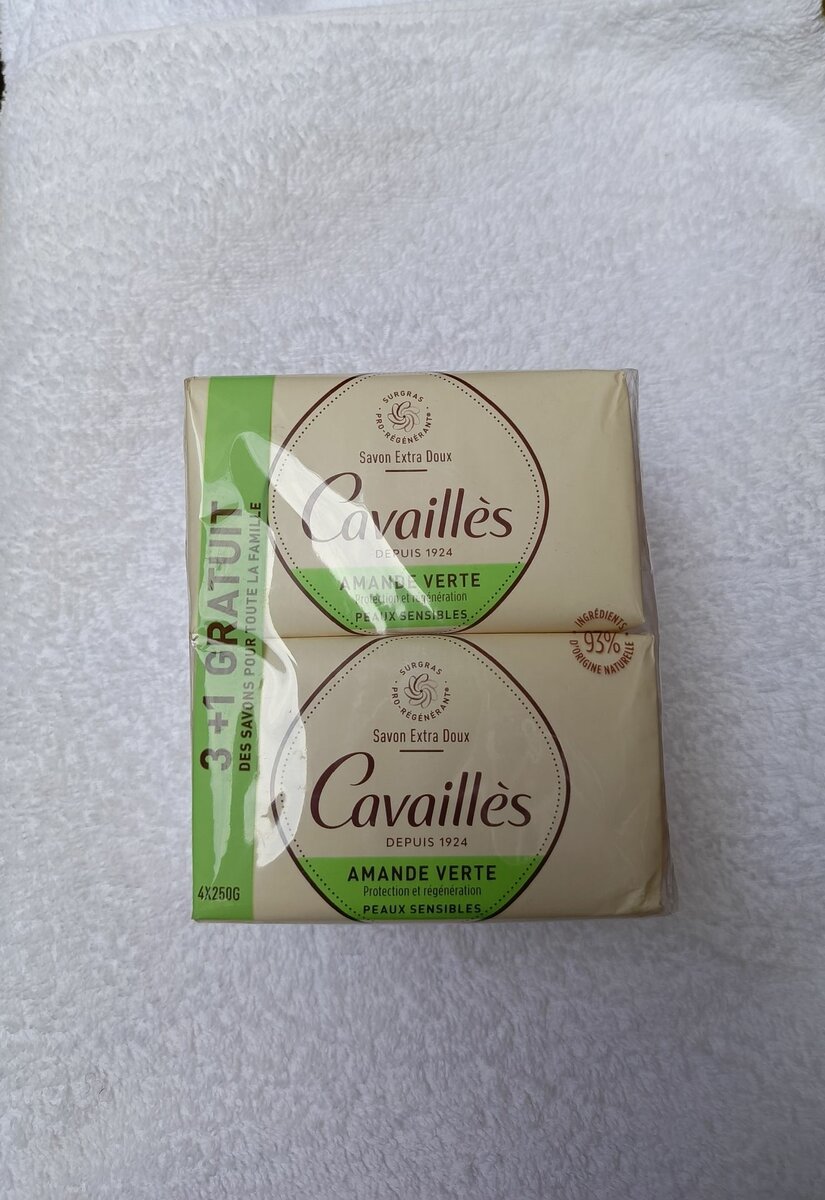 3 +1 GRATUIT
DES SAVONS POUR TOUTE LA FAMILLE
4X250G
SURGRAS
PRO-RÉGÉNÉRANT®
Savon Extra Doux
Cavaillès
DEPUIS 1924
AMANDE VERTE
Protection et régénération
PEAUX SENSIBLES
INGRÉDIENTS
93%
D'ORIGINE NATURELLE
SURGRAS
PRO-RÉGÉNÉRANT®
Savon Extra Doux
Cavaillès
DEPUIS 1924
AMANDE VERTE
Protection et régénération
PEAUX SENSIBLES